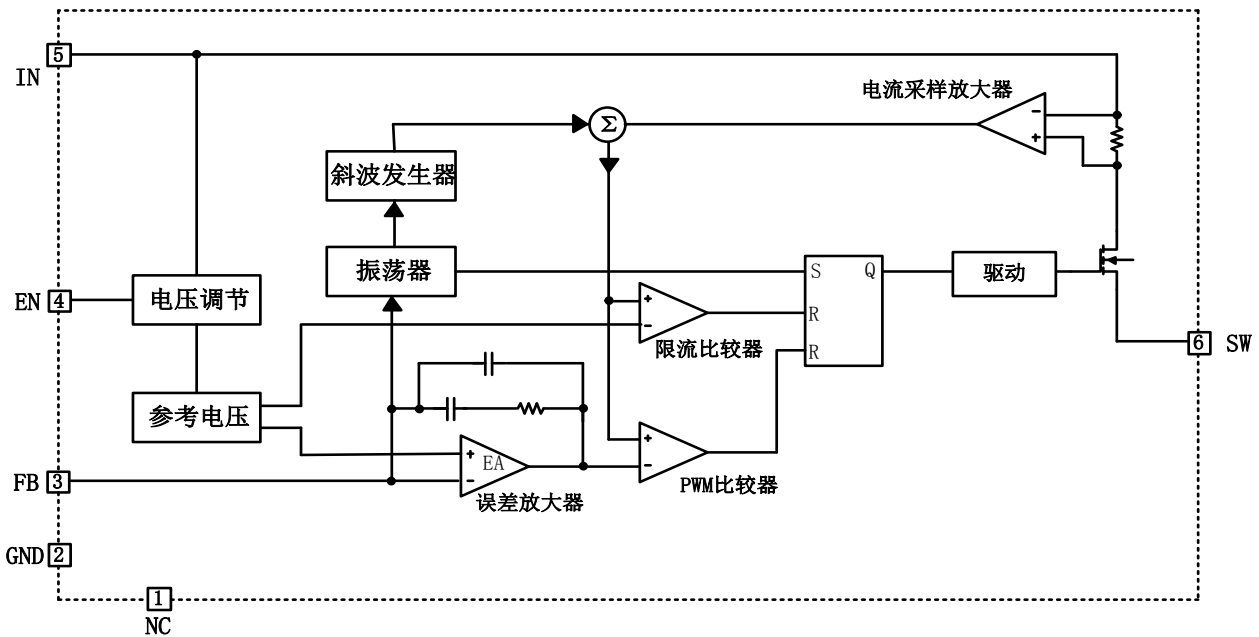 5
IN
电流采样放大器
-
+
Σ
斜波发生器
振荡器
S
Q
驱动
电压调节
EN
4
+
-
R
限流比较器
R
6
SW
参考电压
+
-
EA
误差放大器
+
-
PWM比较器
FB
3
GND
2
1
NC